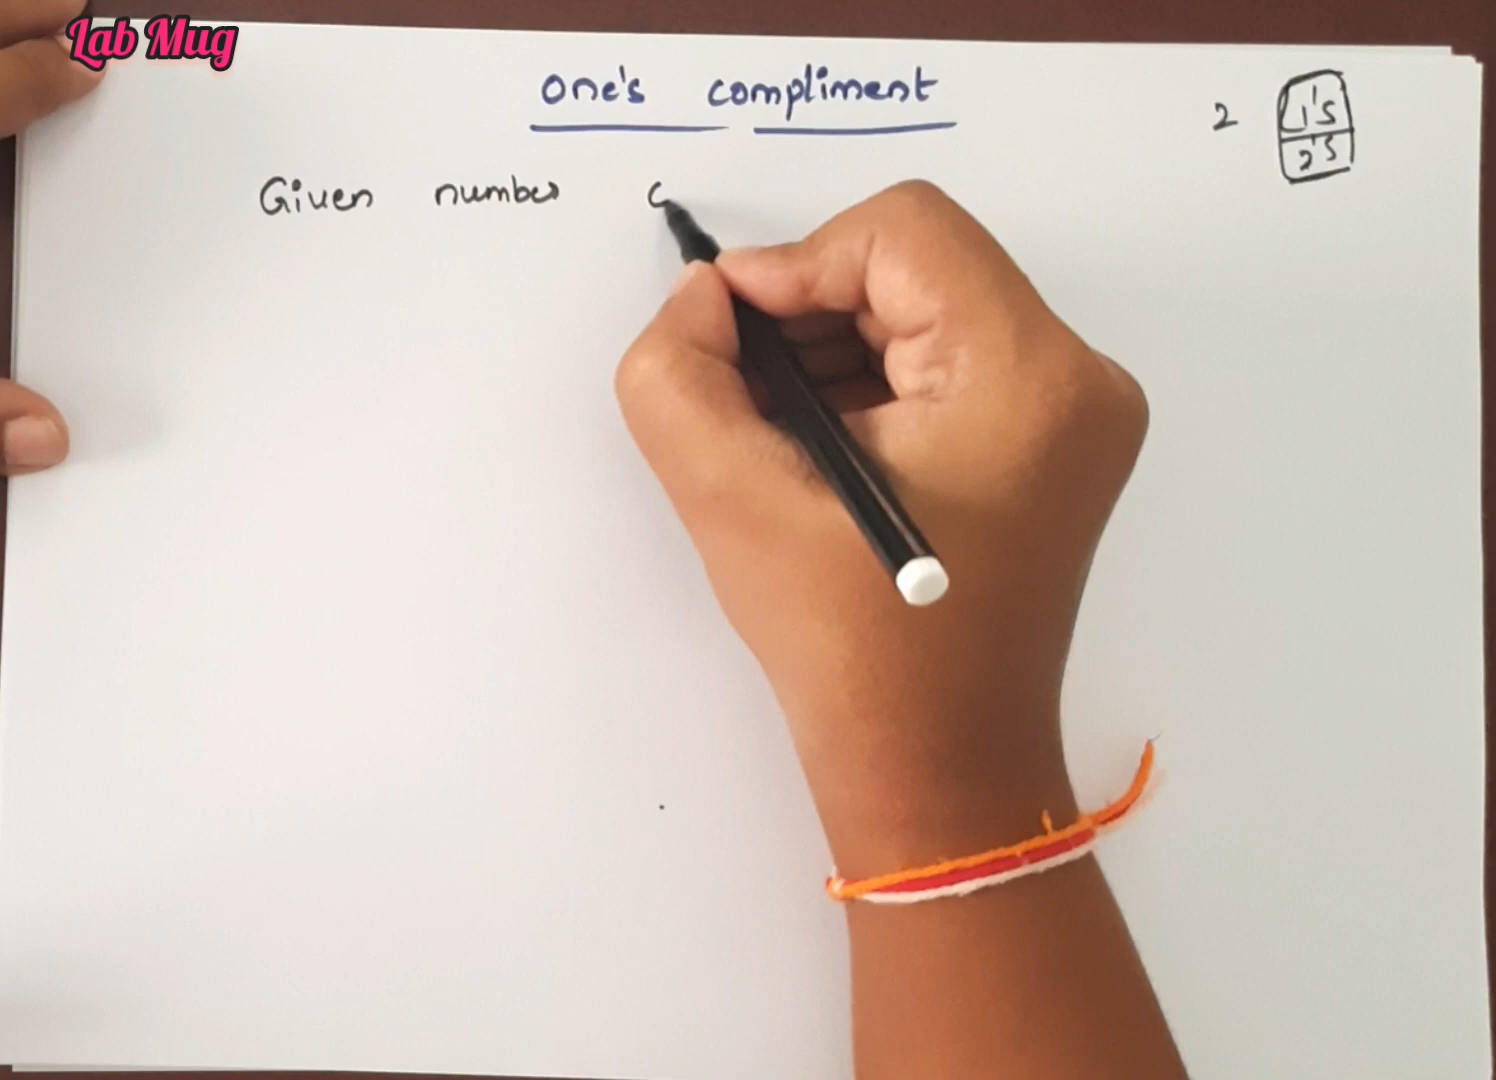 Lab Mug
One's compliment
2 1's
2's
Given number